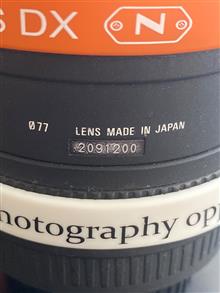 S DX N
Ø77 LENS MADE IN JAPAN
2091200
hotography op